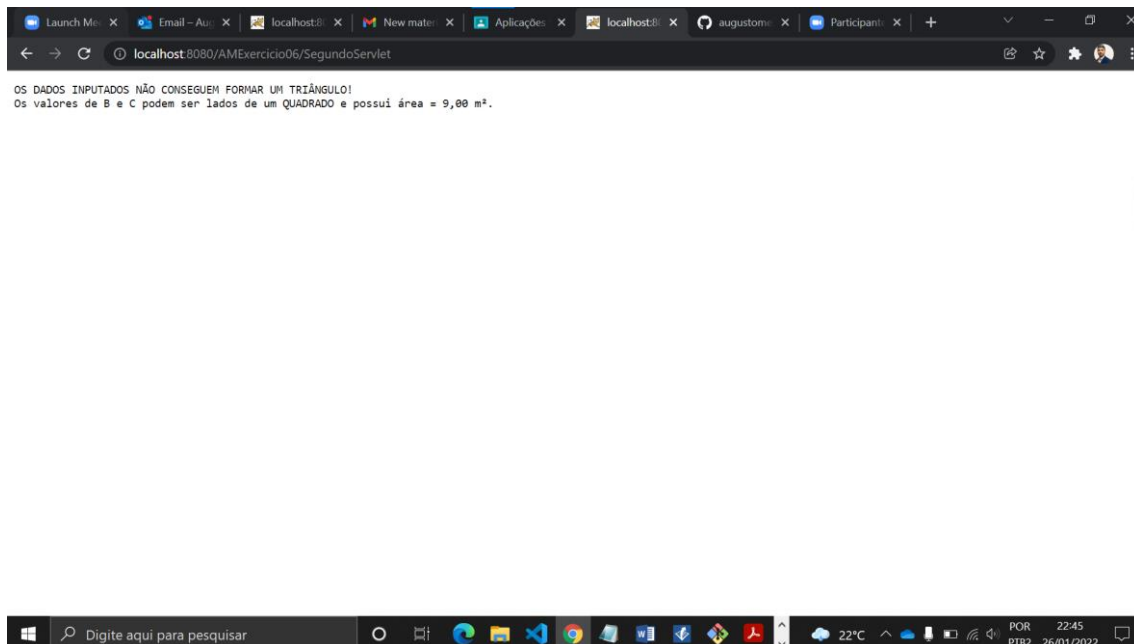 Launch Me
Email – Aug
localhost:8
New mater
Aplicações
localhost:8
augustome
Participant
localhost:8080/AMExercicio06/SegundoServlet
OS DADOS INPUTADOS NÃO CONSEGUEM FORMAR UM TRIÂNGULO!
Os valores de B e C podem ser lados de um QUADRADO e possui área = 9,00 m².
Digite aqui para pesquisar
22°C
POR
PTB2
22:45
26/01/2022